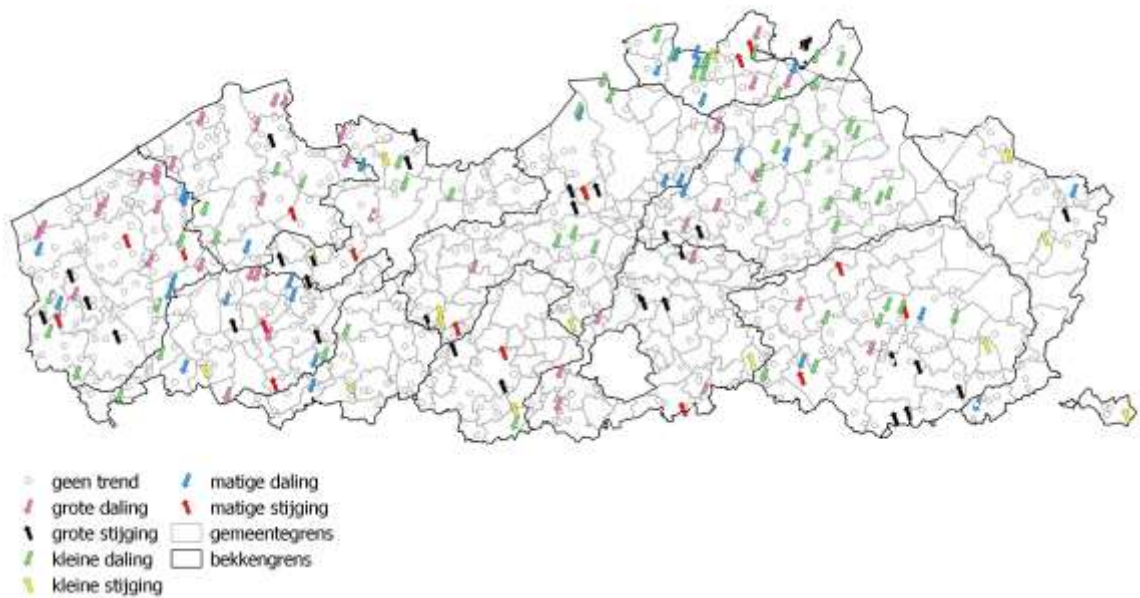 geen trend
grote daling
grote stijging
kleine daling
kleine stijging
matige daling
matige stijging
gemeentegrens
bekkengrens